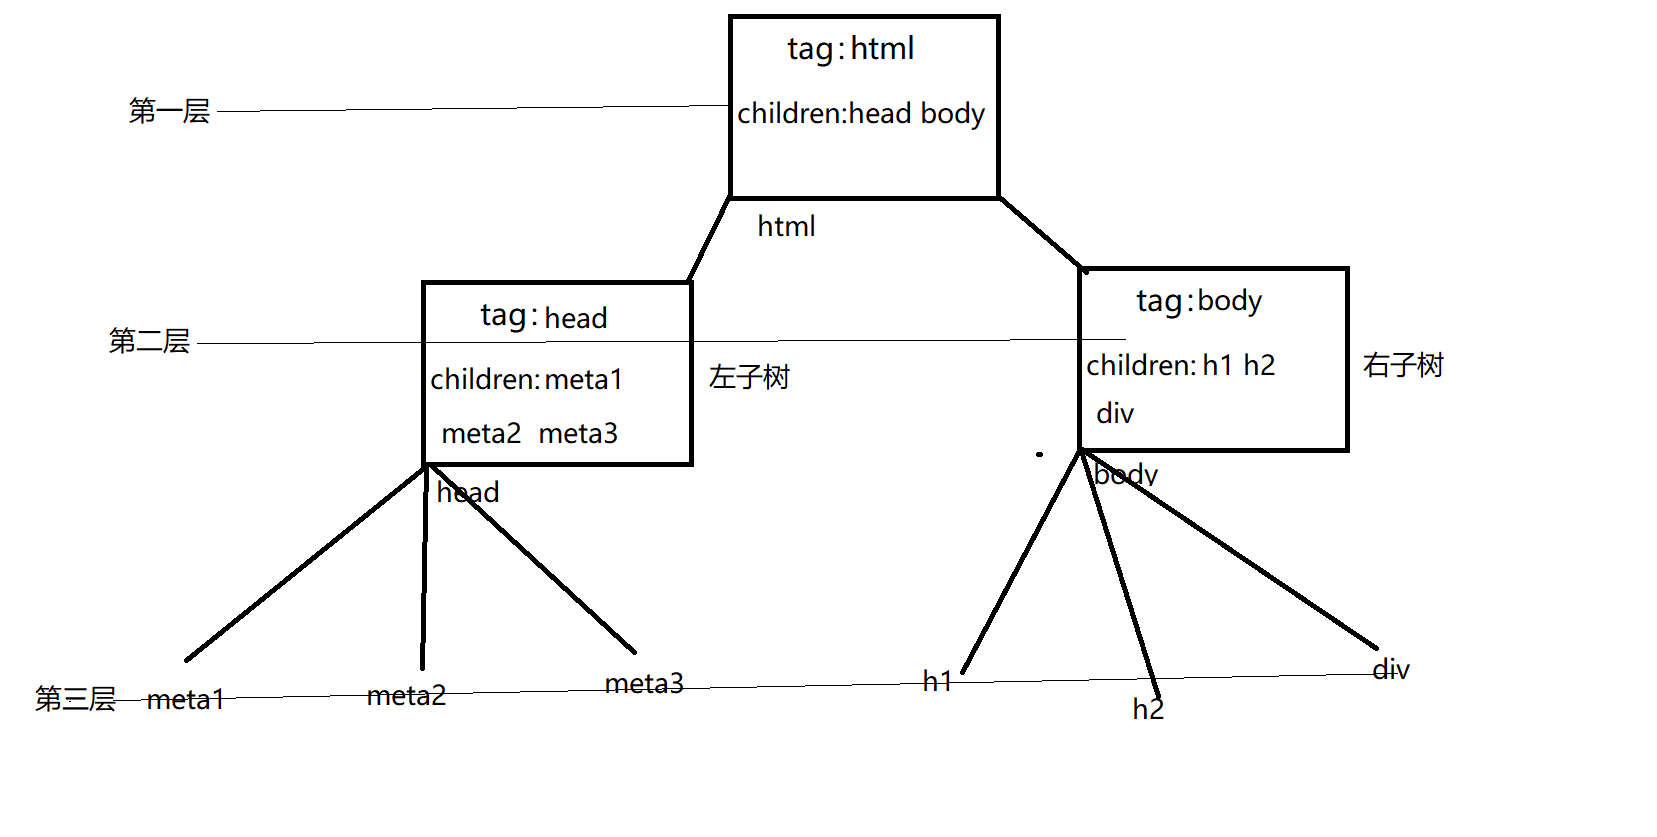 tag:html
第一层
children:head body
html
tag:head
tag:body
第二层
children:meta1
左子树
children: h1 h2
右子树
meta2 meta3
div
head
body
第三层
meta1
meta2
meta3
h1
h2
div